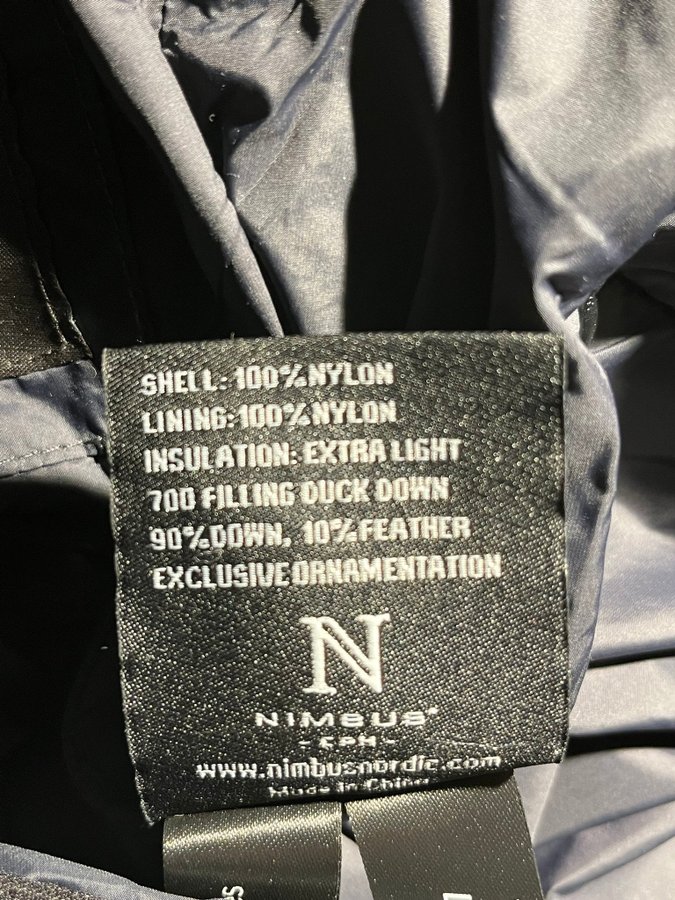 SHELL: 100%NYLON
LINING:100%NYLON
INSULATION: EXTRA LIGHT
700 FILLING DUCK DOWN
90%DOWN, 10%FEATHER
EXCLUSIVE ORNAMENTATION
N
NIMBUS®
- CPH -
www.nimbusnordic.com
Made in China